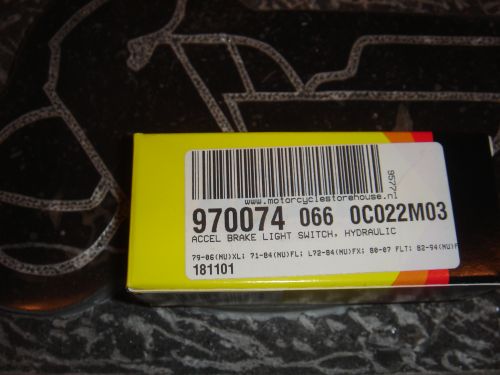 www.motorcyclestorehouse.nl
970074 066 0C022M03
ACCEL BRAKE LIGHT SWITCH, HYDRAULIC
79-06(NU)XL; 71-84(NU)FL; L72-84(NU)FX; 80-07 FLT; 82-94(NU)F
181101
9577